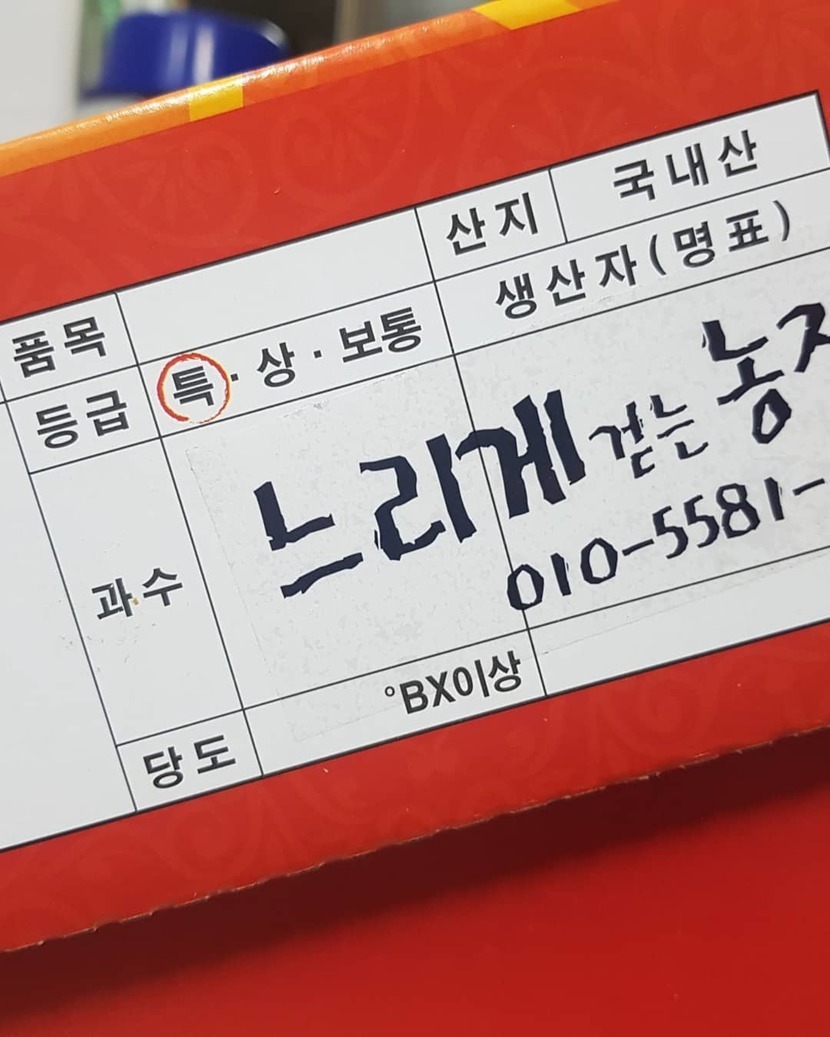 산지 국내산
품목 생산자(명표)
등급 특·상·보통
느리게 걷는
010-5581-
과수
당도 °BX이상